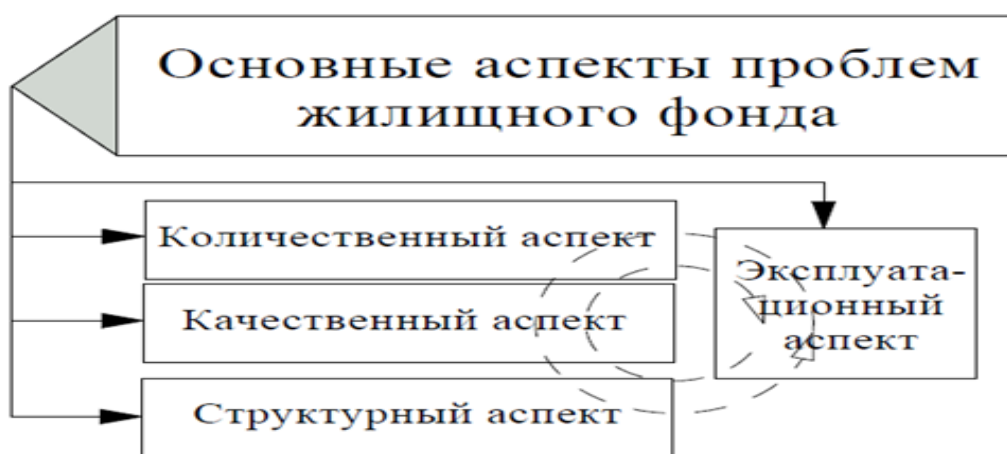 Основные аспекты проблем
жилищного фонда
Количественный аспект
Качественный аспект
Структурный аспект
Эксплуата-
ционный
аспект